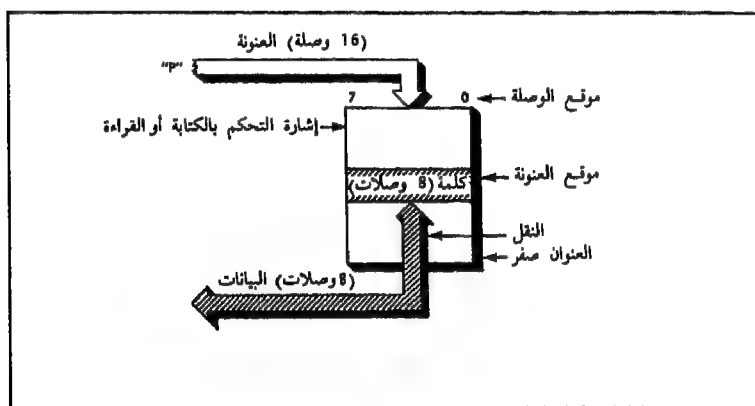 (16 وصلة) العنونة
"P"
7 0 موقع الوصلة
إشارة التحكم بالكتابة أو القراءة
كلمة (8 وصلات) موقع العنونة
النقل
العنوان صفر
(8 وصلات) البيانات